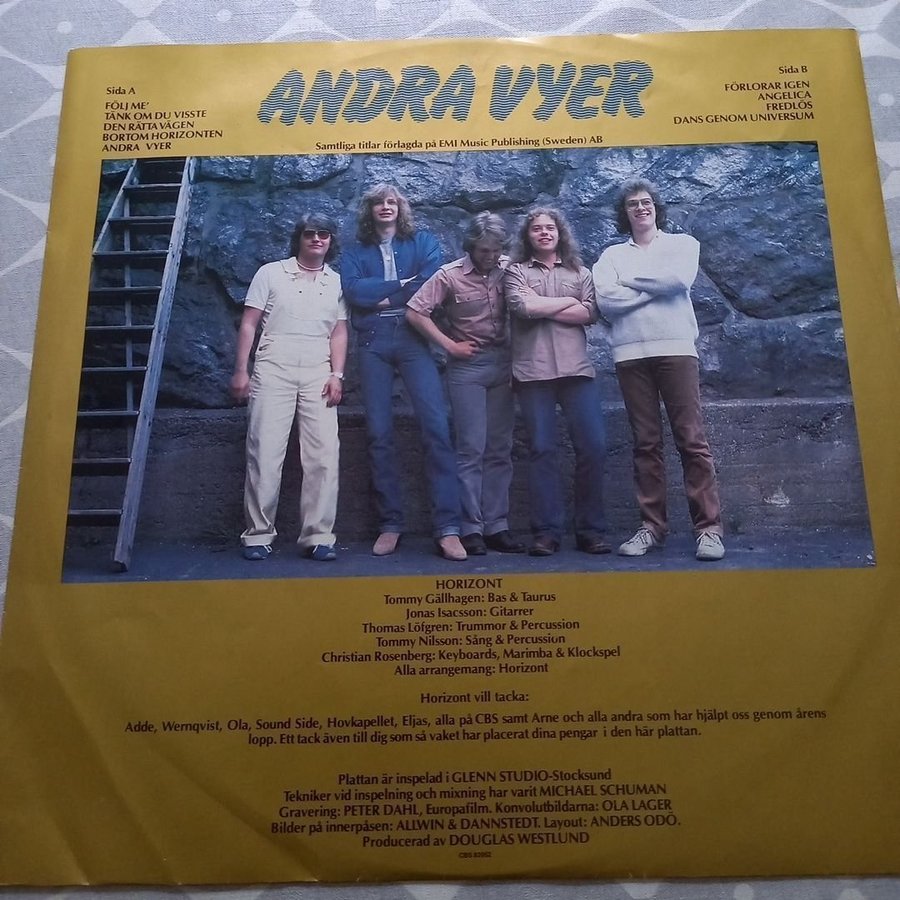 Sida A
FÖLJ ME'
TÄNK OM DU VISSTE
DEN RÄTTA VÄGEN
BORTOM HORIZONTEN
ANDRA VYER
ANDRA VYER
Sida B
FÖRLORAR IGEN
ANGELICA
FREDLÖS
DANS GENOM UNIVERSUM
Samtliga titlar förlagda på EMI Music Publishing (Sweden) AB
HORIZONT
Tommy Gällhagen: Bas & Taurus
Jonas Isacsson: Gitarrer
Thomas Löfgren: Trummor & Percussion
Tommy Nilsson: Sång & Percussion
Christian Rosenberg: Keyboards, Marimba & Klockspel
Alla arrangemang: Horizont
Horizont vill tacka:
Adde, Wernqvist, Ola, Sound Side, Hovkapellet, Eljas, alla på CBS samt Arne och alla andra som har hjälpt oss genom årens
lopp. Ett tack även till dig som så vaket har placerat dina pengar i den här plattan.
Plattan är inspelad i GLENN STUDIO-Stocksund
Tekniker vid inspelning och mixning har varit MICHAEL SCHUMAN
Gravering: PETER DAHL, Europafilm. Konvolutbilderna: OLA LAGER
Bilder på innerpåsen: ALLWIN & DANNSTEDT. Layout: ANDERS ODÖ.
Producerad av DOUGLAS WESTLUND